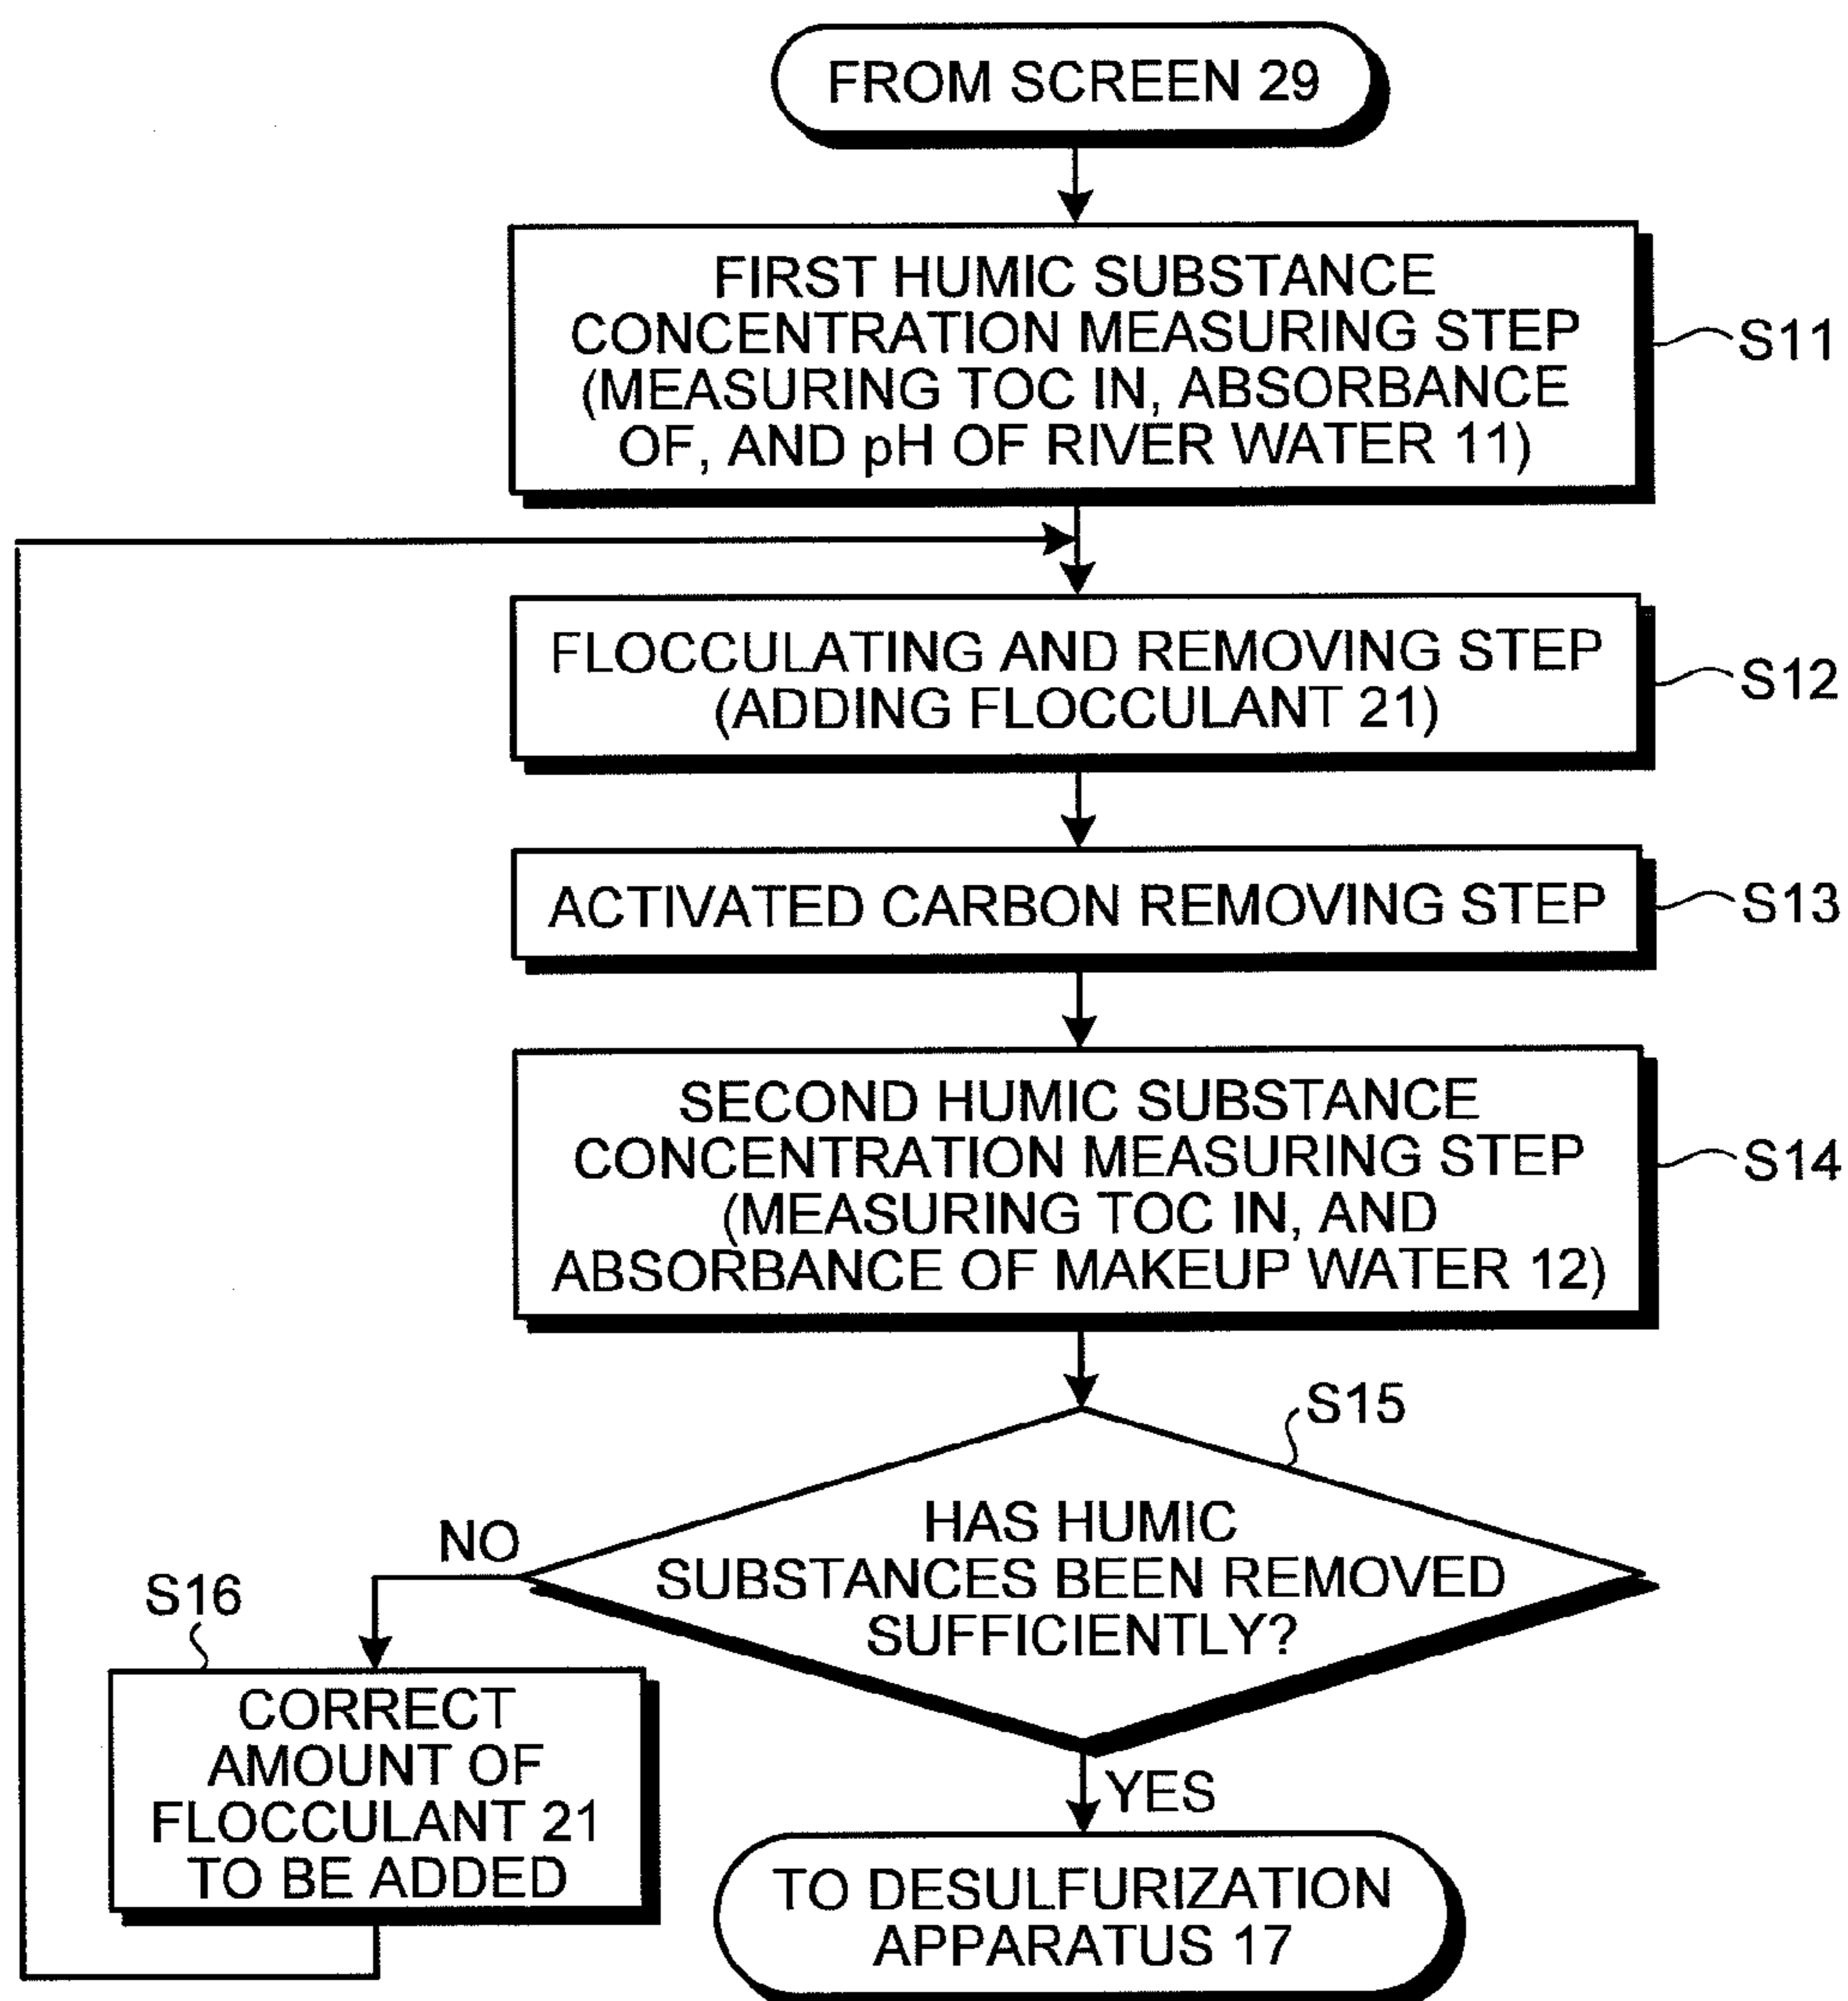 FROM SCREEN 29
FIRST HUMIC SUBSTANCE
CONCENTRATION MEASURING STEP
(MEASURING TOC IN, ABSORBANCE
OF, AND pH OF RIVER WATER 11)
S11
FLOCCULATING AND REMOVING STEP
(ADDING FLOCCULANT 21)
S12
ACTIVATED CARBON REMOVING STEP
S13
SECOND HUMIC SUBSTANCE
CONCENTRATION MEASURING STEP
(MEASURING TOC IN, AND
ABSORBANCE OF MAKEUP WATER 12)
S14
S15
HAS HUMIC
SUBSTANCES BEEN REMOVED
SUFFICIENTLY?
NO
S16
CORRECT
AMOUNT OF
FLOCCULANT 21
TO BE ADDED
YES
TO DESULFURIZATION
APPARATUS 17